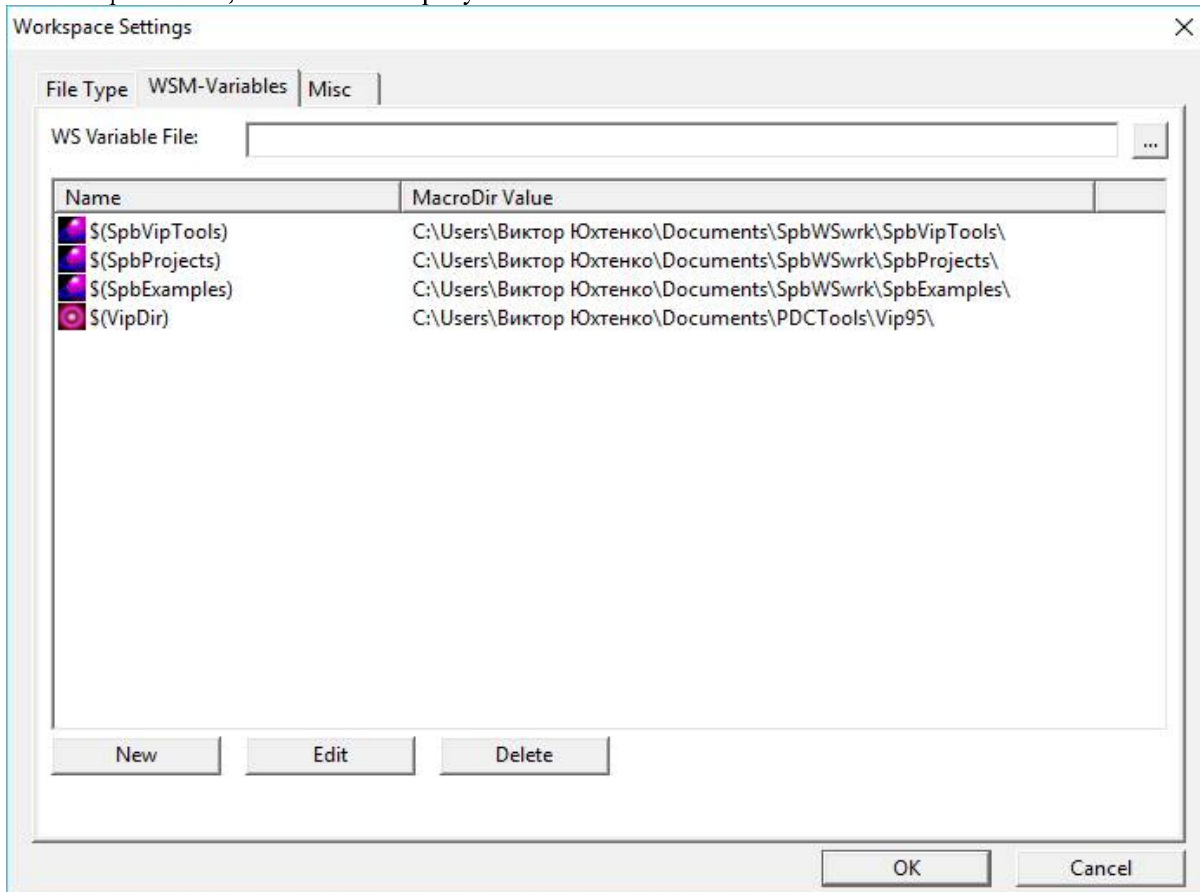 Workspace Settings
File Type WSM-Variables Misc
WS Variable File: ...
Name MacroDir Value
$(SpbVipTools) C:\Users\Виктор Юхтенко\Documents\SpbWSwrk\SpbVipTools\
$(SpbProjects) C:\Users\Виктор Юхтенко\Documents\SpbWSwrk\SpbProjects\
$(SpbExamples) C:\Users\Виктор Юхтенко\Documents\SpbWSwrk\SpbExamples\
$(VipDir) C:\Users\Виктор Юхтенко\Documents\PDCTools\Vip95\
New Edit Delete
OK Cancel